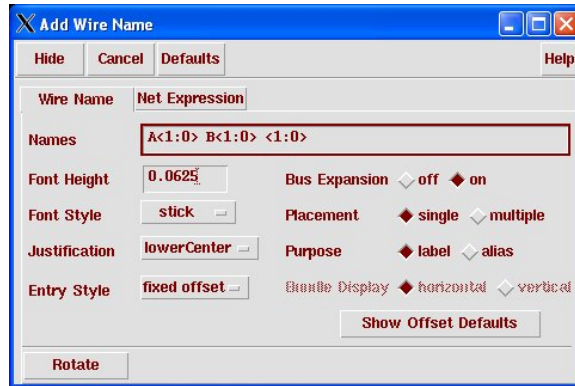 X Add Wire Name
Hide Cancel Defaults Help
Wire Name Net Expression
Names A<1:0> B<1:0> <1:0>
Font Height 0.0625 Bus Expansion off on
Font Style stick Placement single multiple
Justification lowerCenter Purpose label alias
Entry Style fixed offset Bundle Display horizontal vertical
Show Offset Defaults
Rotate